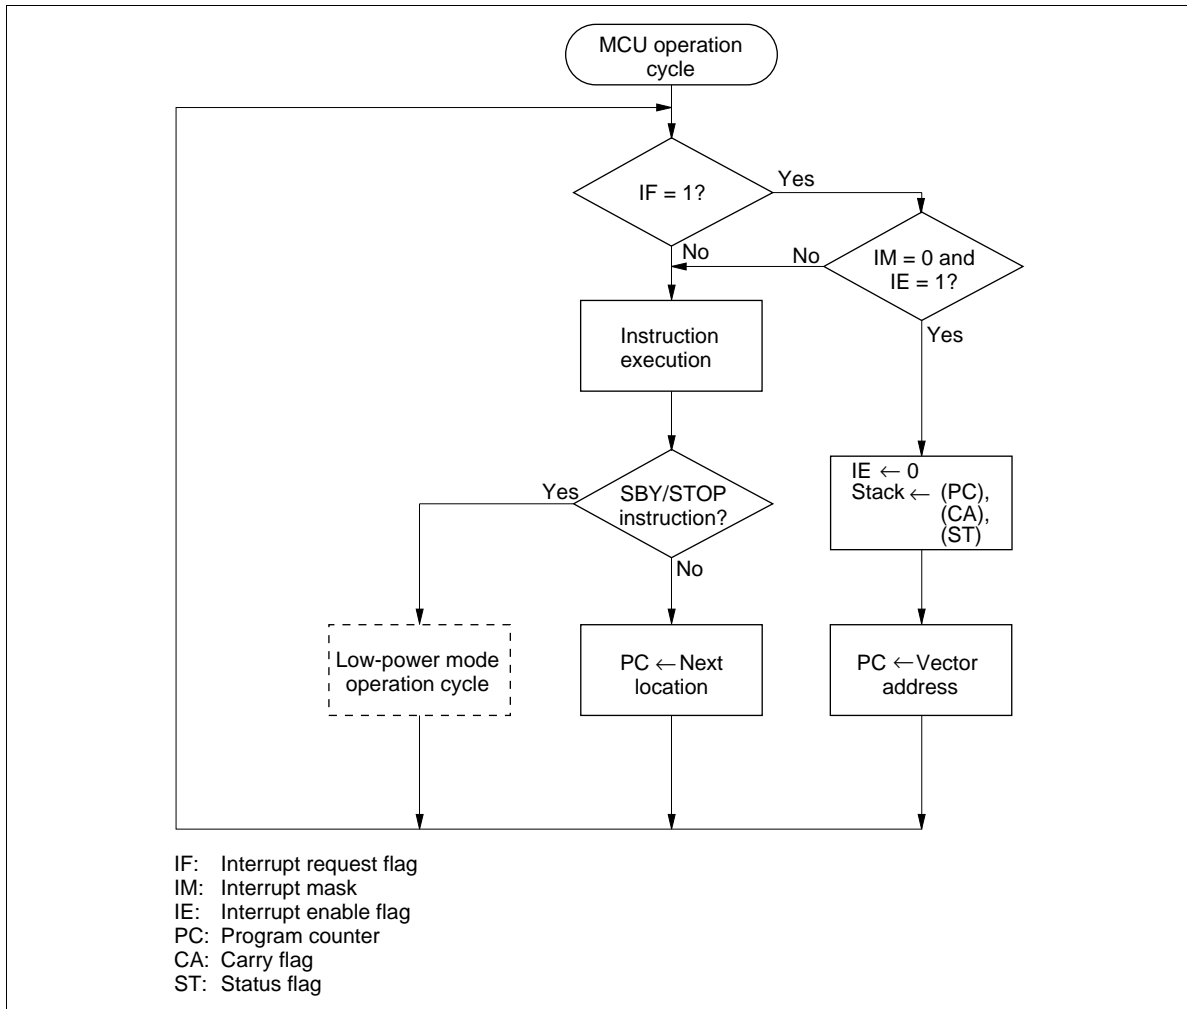 MCU operation
cycle
IF = 1?
Yes
No
No
IM = 0 and
IE = 1?
Yes
Instruction
execution
Yes
SBY/STOP
instruction?
No
IE ← 0
Stack ← (PC),
(CA),
(ST)
Low-power mode
operation cycle
PC ← Next
location
PC ← Vector
address
IF: Interrupt request flag
IM: Interrupt mask
IE: Interrupt enable flag
PC: Program counter
CA: Carry flag
ST: Status flag